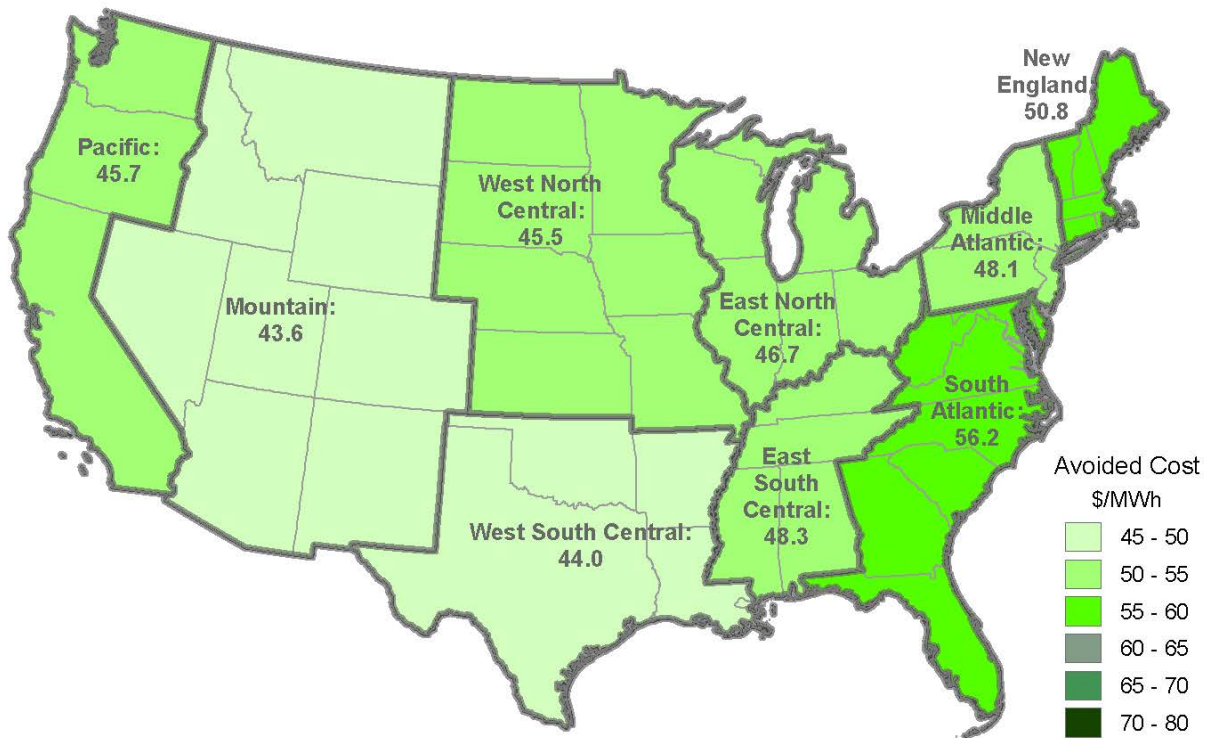 New
England
50.8
Pacific:
45.7
West North
Central:
45.5
Middle
Atlantic:
48.1
Mountain:
43.6
East North
Central:
46.7
South
Atlantic:
56.2
East
South
Central:
48.3
West South Central:
44.0
Avoided Cost
$/MWh
45 - 50
50 - 55
55 - 60
60 - 65
65 - 70
70 - 80